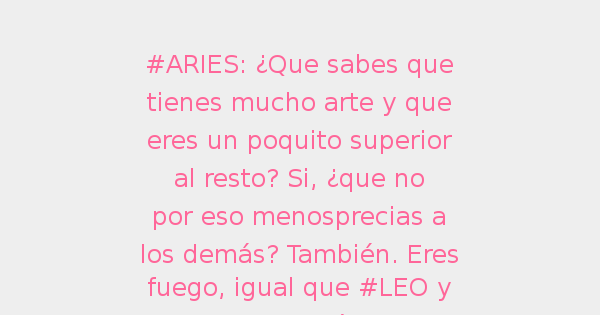 #ARIES: ¿Que sabes que
tienes mucho arte y que
eres un poquito superior
al resto? Si, ¿que no
por eso menosprecias a
los demás? También. Eres
fuego, igual que #LEO y